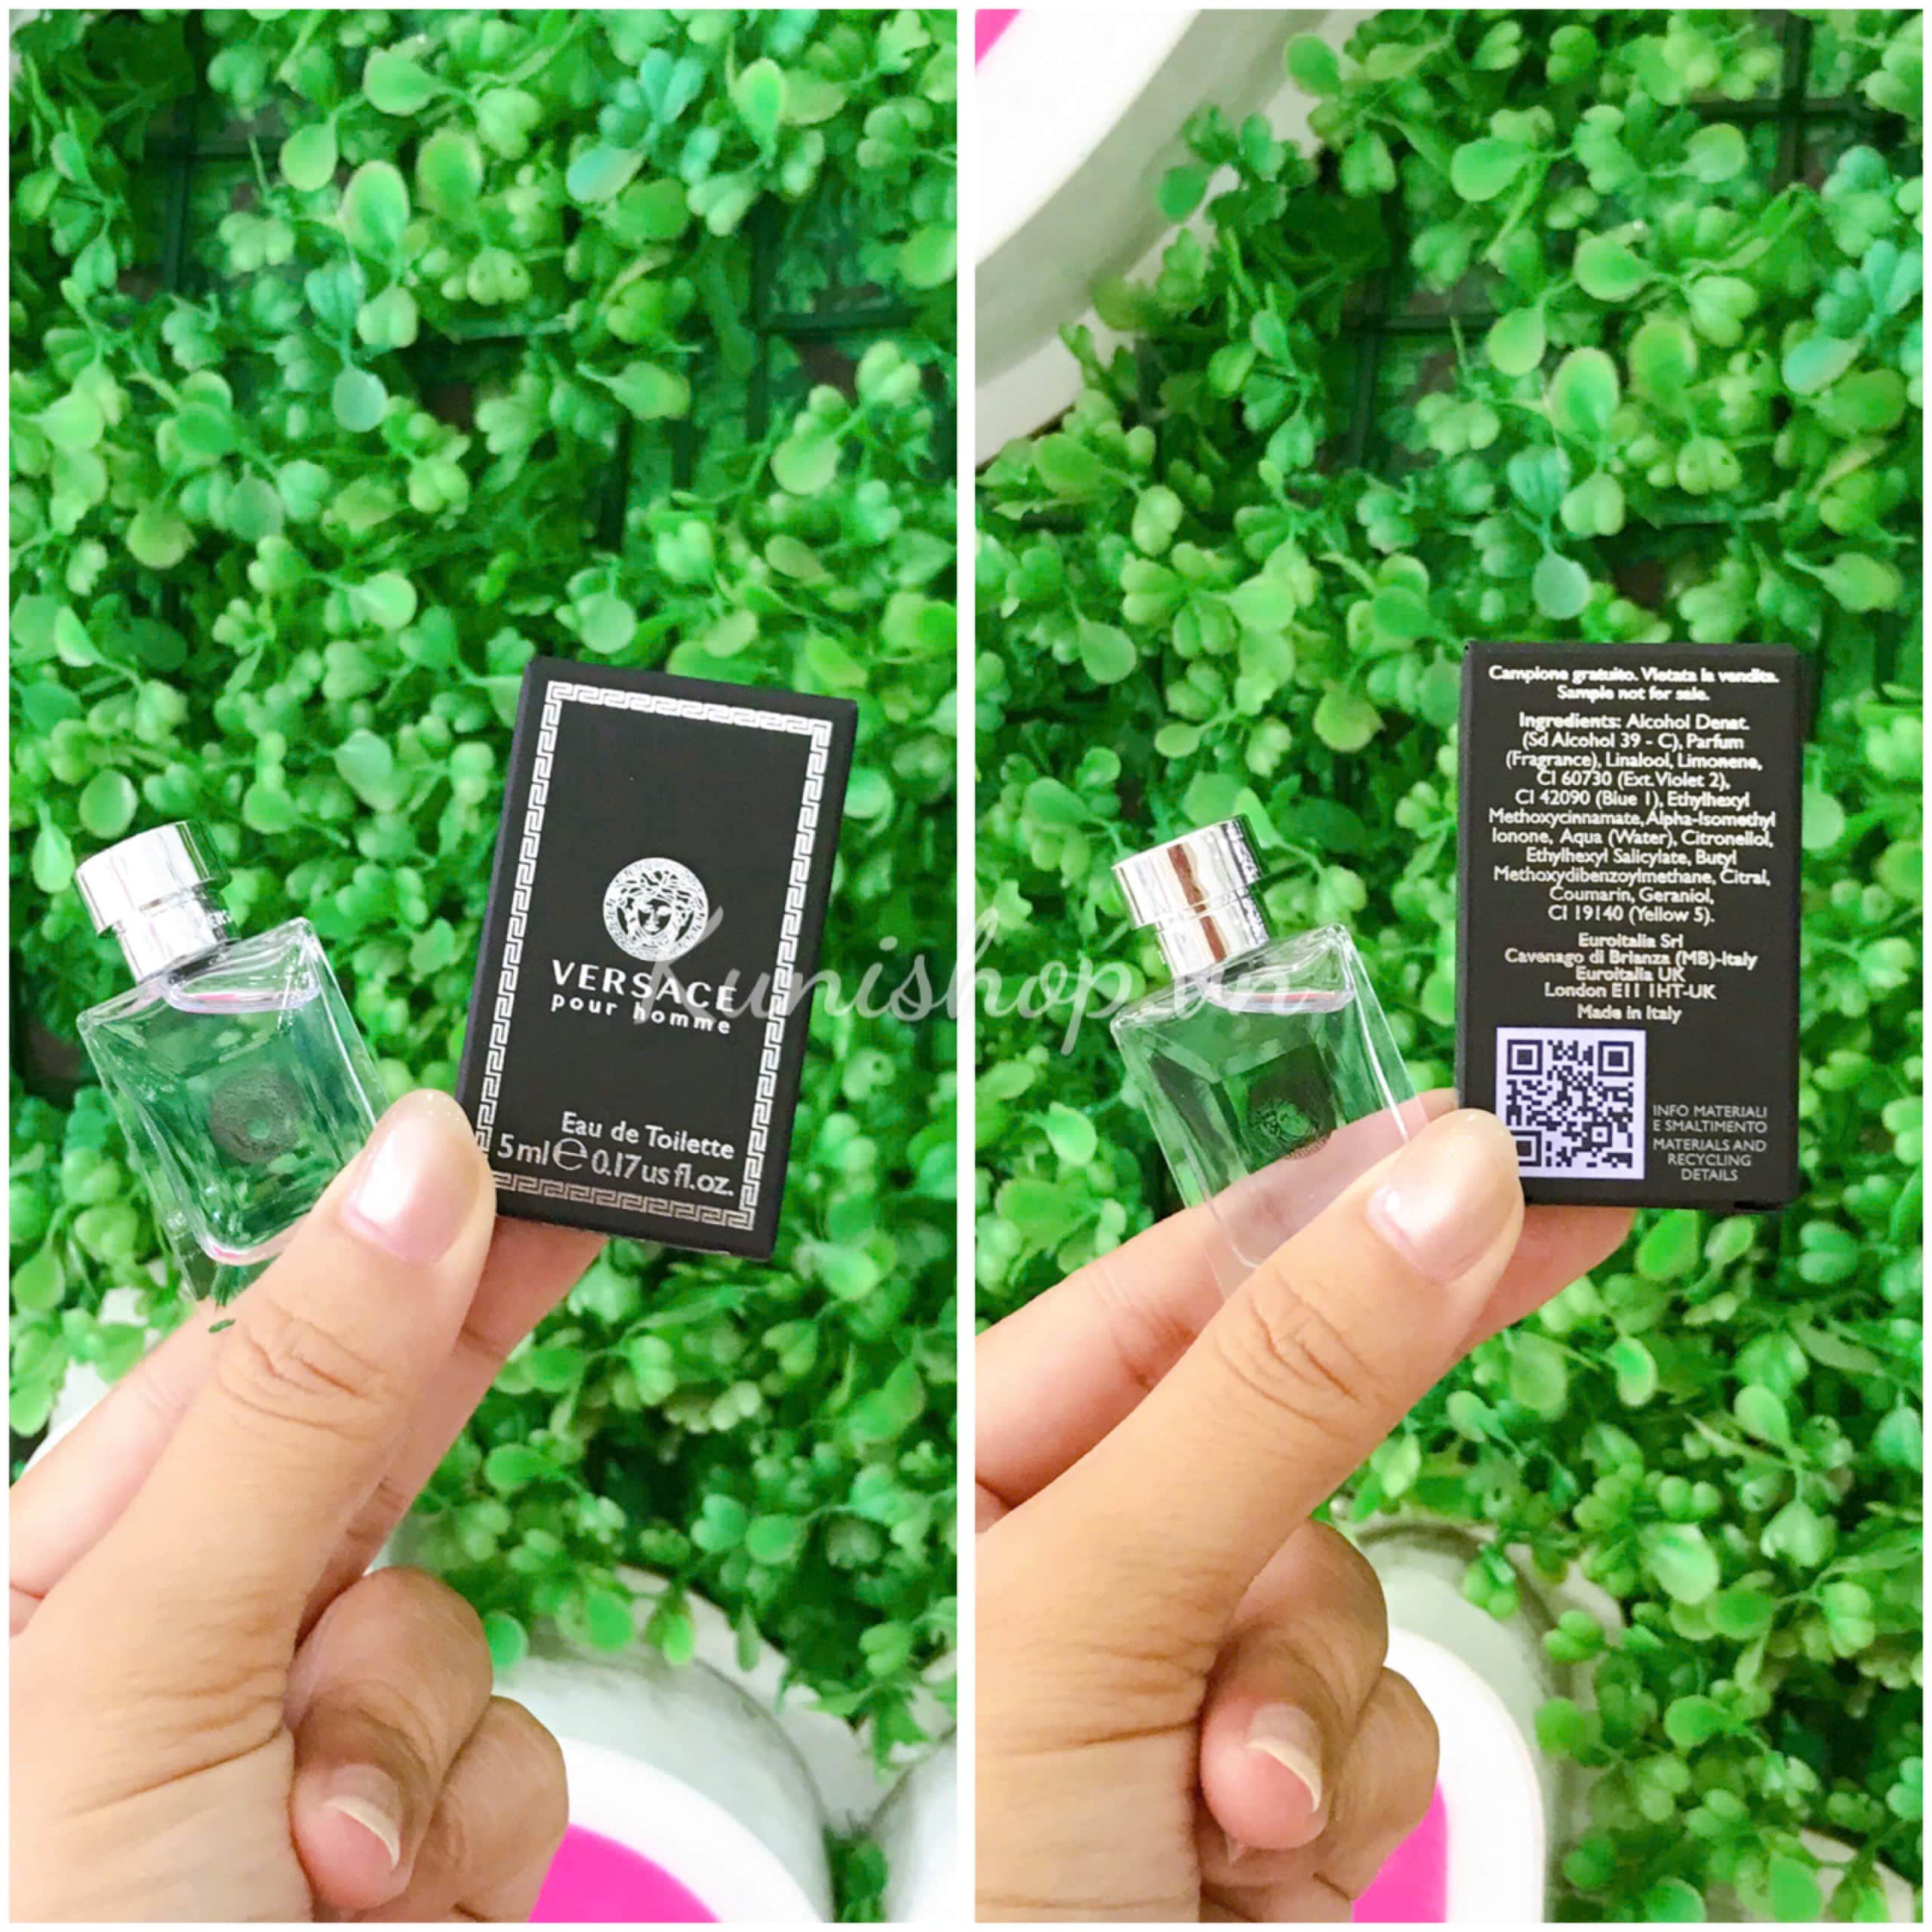 VERSACE
pour homme
Eau de Toilette
5ml℮0.17us fl.oz.
Kunishop.vn
Campione gratuito. Vietata la vendita.
Sample not for sale.
Ingredients: Alcohol Denat.
(Sd Alcohol 39 - C), Parfum
(Fragrance), Linalool, Limonene,
CI 60730 (Ext. Violet 2),
CI 42090 (Blue 1), Ethylhexyl
Methoxycinnamate, Alpha-Isomethyl
Ionone, Aqua (Water), Citronellol,
Ethylhexyl Salicylate, Butyl
Methoxydibenzoylmethane, Citral,
Coumarin, Geraniol,
CI 19140 (Yellow 5).
Euroitalia Srl
Cavenago di Brianza (MB)-Italy
Euroitalia UK
London E11 1HT-UK
Made in Italy
INFO MATERIALI
E SMALTIMENTO
MATERIALS AND
RECYCLING
DETAILS